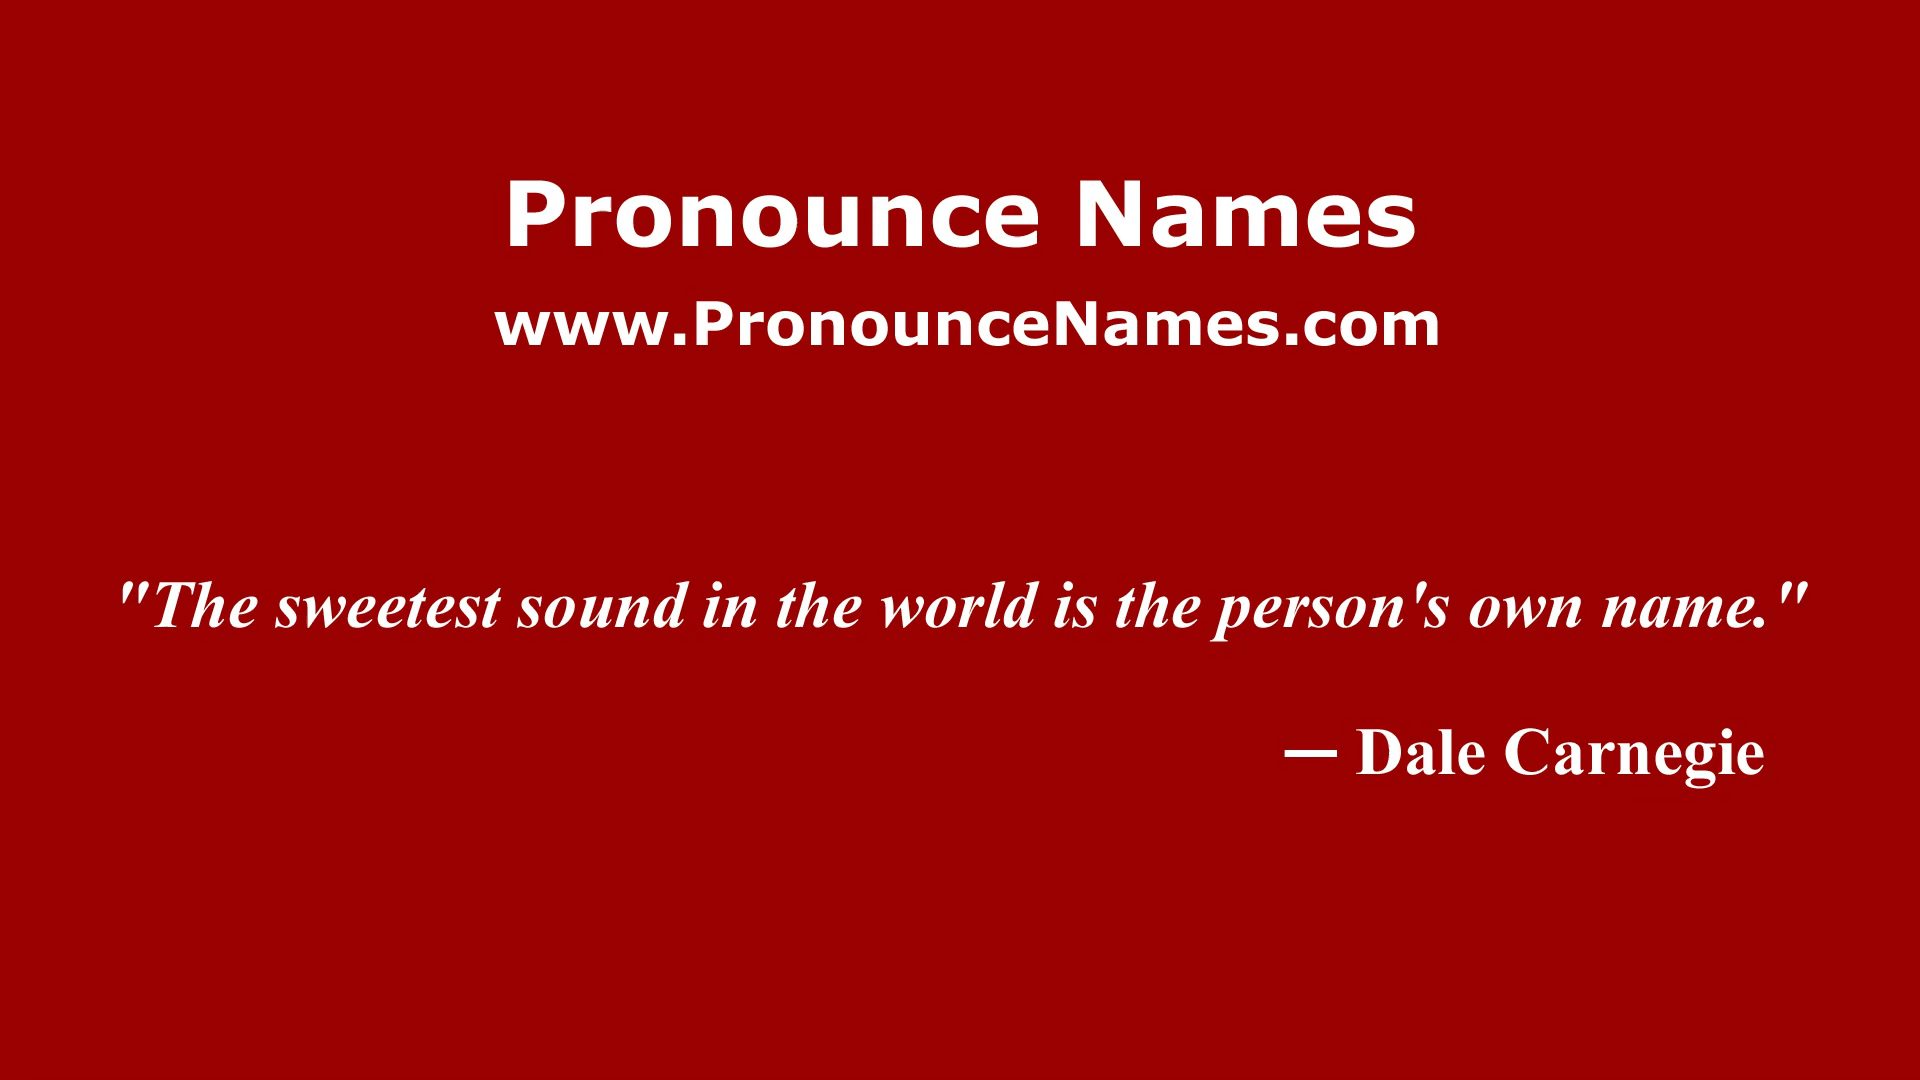 Pronounce Names
www.PronounceNames.com
"The sweetest sound in the world is the person's own name."
— Dale Carnegie